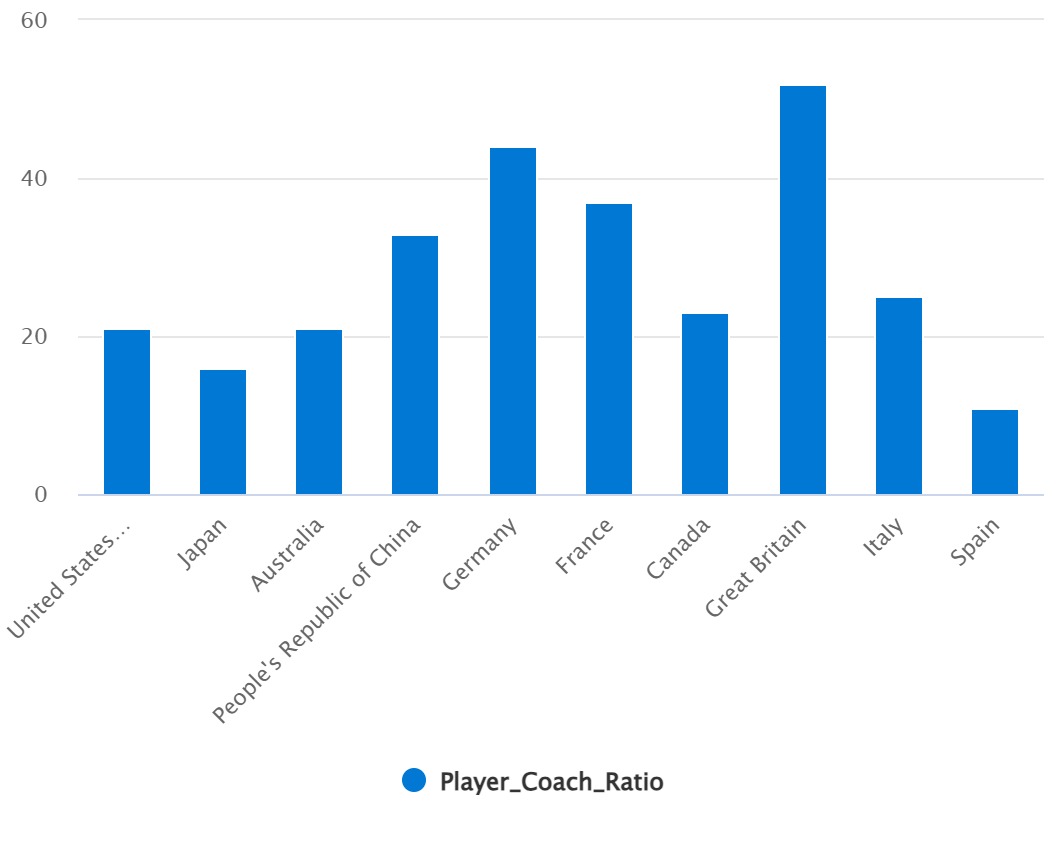 60
40
20
0
United States...
Japan
Australia
People's Republic of China
Germany
France
Canada
Great Britain
Italy
Spain
Player_Coach_Ratio